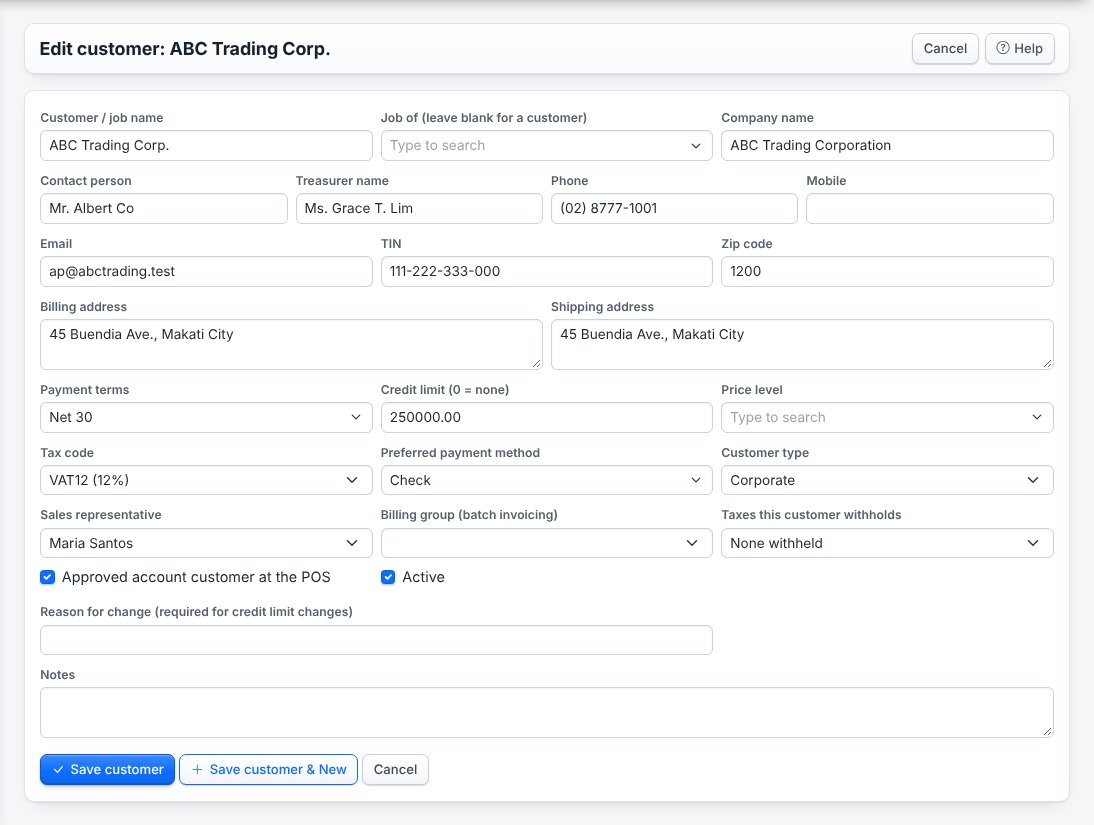 Edit customer: ABC Trading Corp.
Cancel Help
Customer / job name Job of (leave blank for a customer) Company name
ABC Trading Corp. Type to search ABC Trading Corporation
Contact person Treasurer name Phone Mobile
Mr. Albert Co Ms. Grace T. Lim (02) 8777-1001
Email TIN Zip code
ap@abctrading.test 111-222-333-000 1200
Billing address Shipping address
45 Buendia Ave., Makati City 45 Buendia Ave., Makati City
Payment terms Credit limit (0 = none) Price level
Net 30 250000.00 Type to search
Tax code Preferred payment method Customer type
VAT12 (12%) Check Corporate
Sales representative Billing group (batch invoicing) Taxes this customer withholds
Maria Santos None withheld
Approved account customer at the POS Active
Reason for change (required for credit limit changes)
Notes
Save customer + Save customer & New Cancel